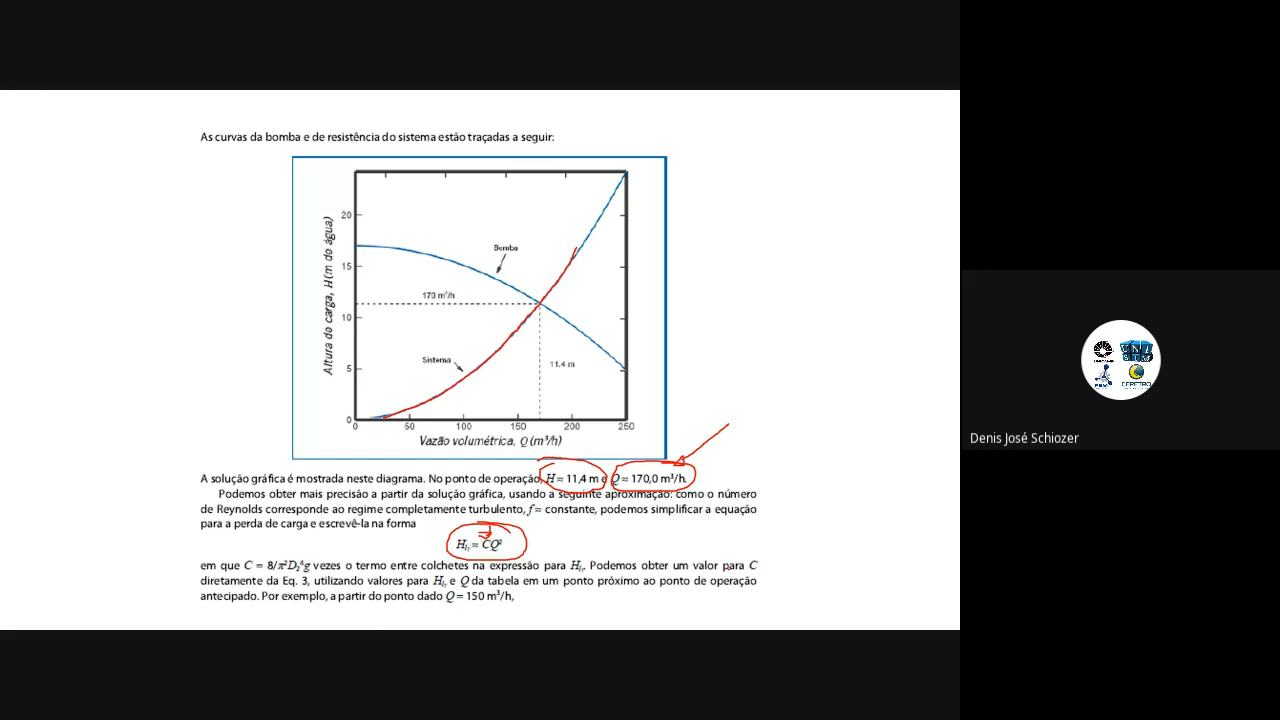 As curvas da bomba e de resistência do sistema estão traçadas a seguir:
Altura do carga, H (m do água)
20
15
10
5
0
Bomba
170 m³/h
Sistema
11.4 m
0 50 100 150 200 250
Vazão volumétrica, Q (m³/h)
A solução gráfica é mostrada neste diagrama. No ponto de operação, H ≈ 11,4 m e Q ≈ 170,0 m³/h.
Podemos obter mais precisão a partir da solução gráfica, usando a seguinte aproximação: como o número
de Reynolds corresponde ao regime completamente turbulento, f ≈ constante, podemos simplificar a equação
para a perda de carga e escrevê-la na forma
Hlₜ ≈ CQ²
em que C = 8/π²D₂⁴g vezes o termo entre colchetes na expressão para Hlₜ. Podemos obter um valor para C
diretamente da Eq. 3, utilizando valores para Hlₜ e Q da tabela em um ponto próximo ao ponto de operação
antecipado. Por exemplo, a partir do ponto dado Q = 150 m³/h,
Denis José Schiozer